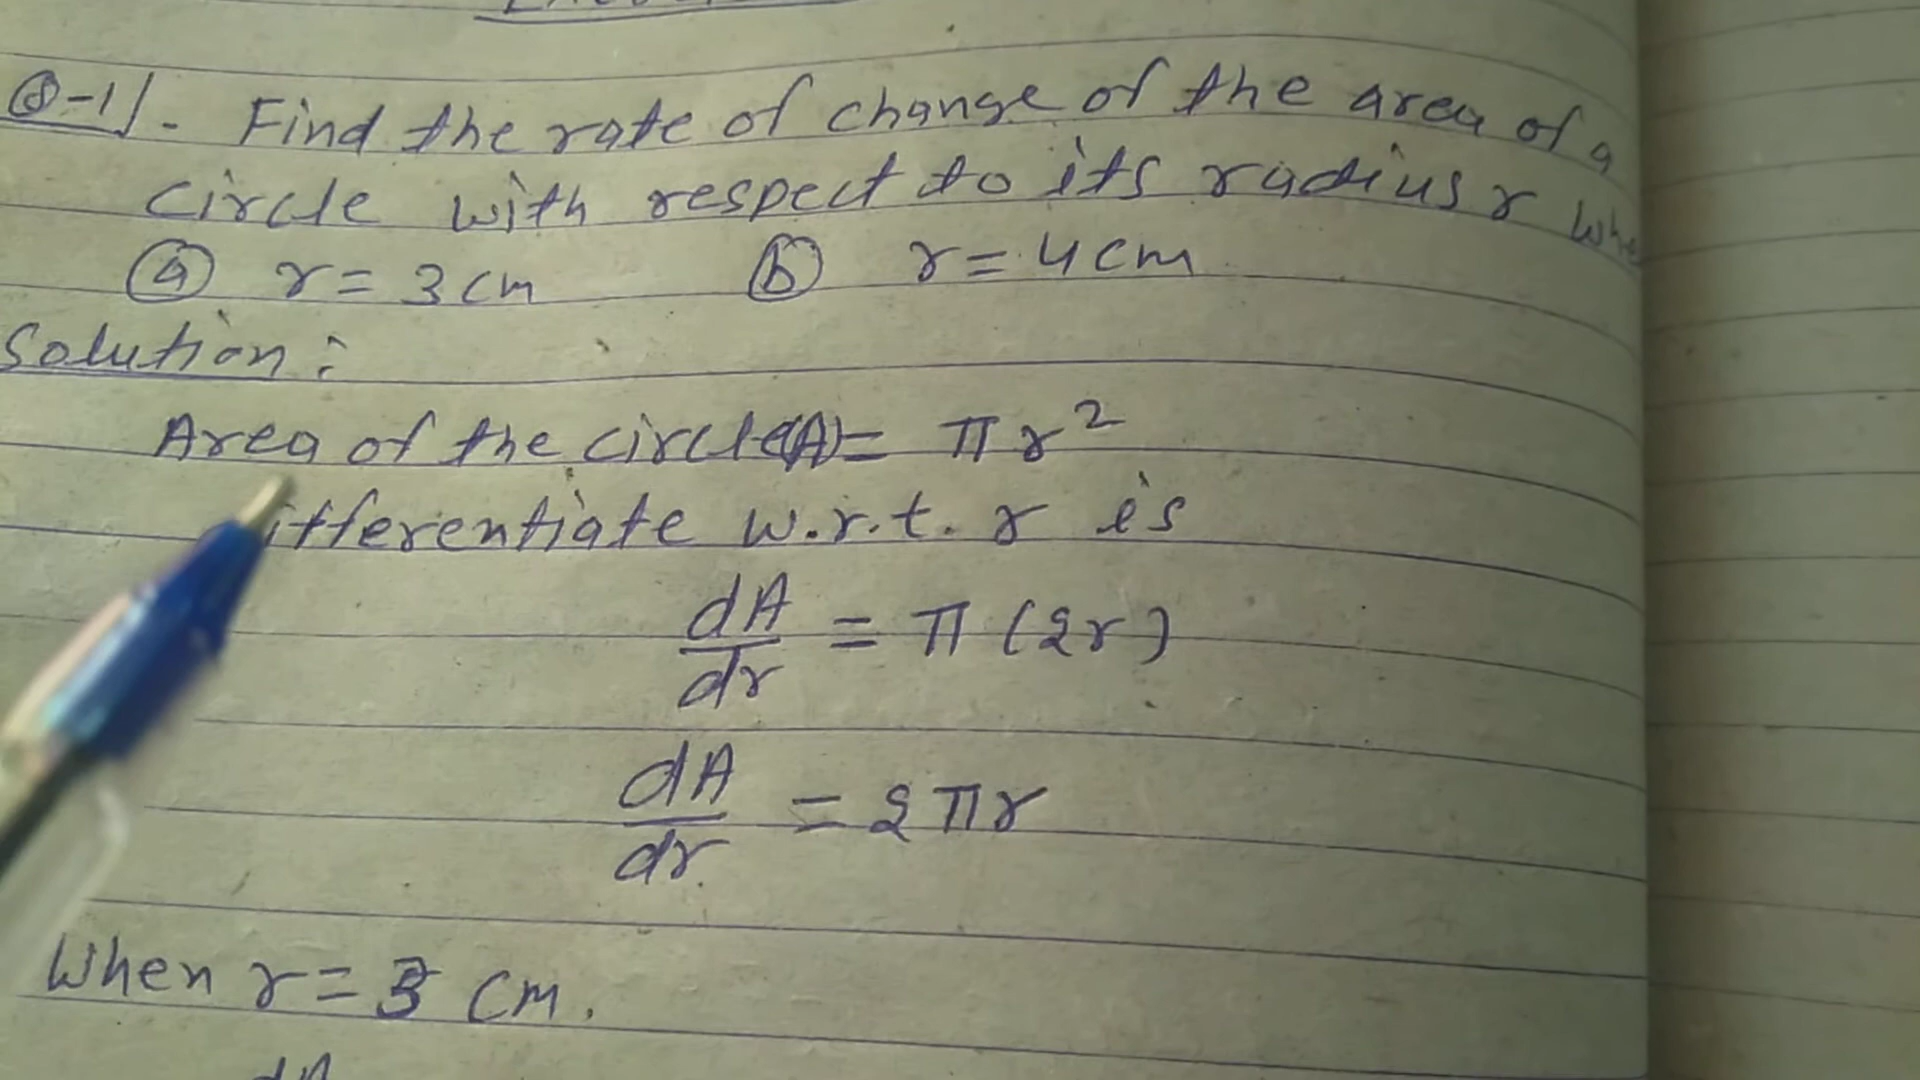 Q-1). Find the rate of change of the area of a
circle with respect to its radius r
(a) r = 3 cm (b) r = 4 cm
Solution:
Area of the circle(A) = πr²
ifferentiate w.r.t. r is
dA/dr = π (2r)
dA/dr = 2πr
When r = 3 cm.
dA